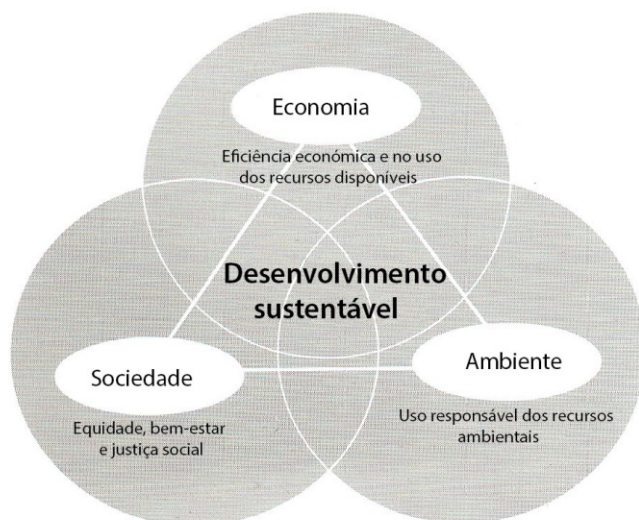 Economia
Eficiência económica e no uso
dos recursos disponíveis
Desenvolvimento
sustentável
Sociedade
Equidade, bem-estar
e justiça social
Ambiente
Uso responsável dos recursos
ambientais